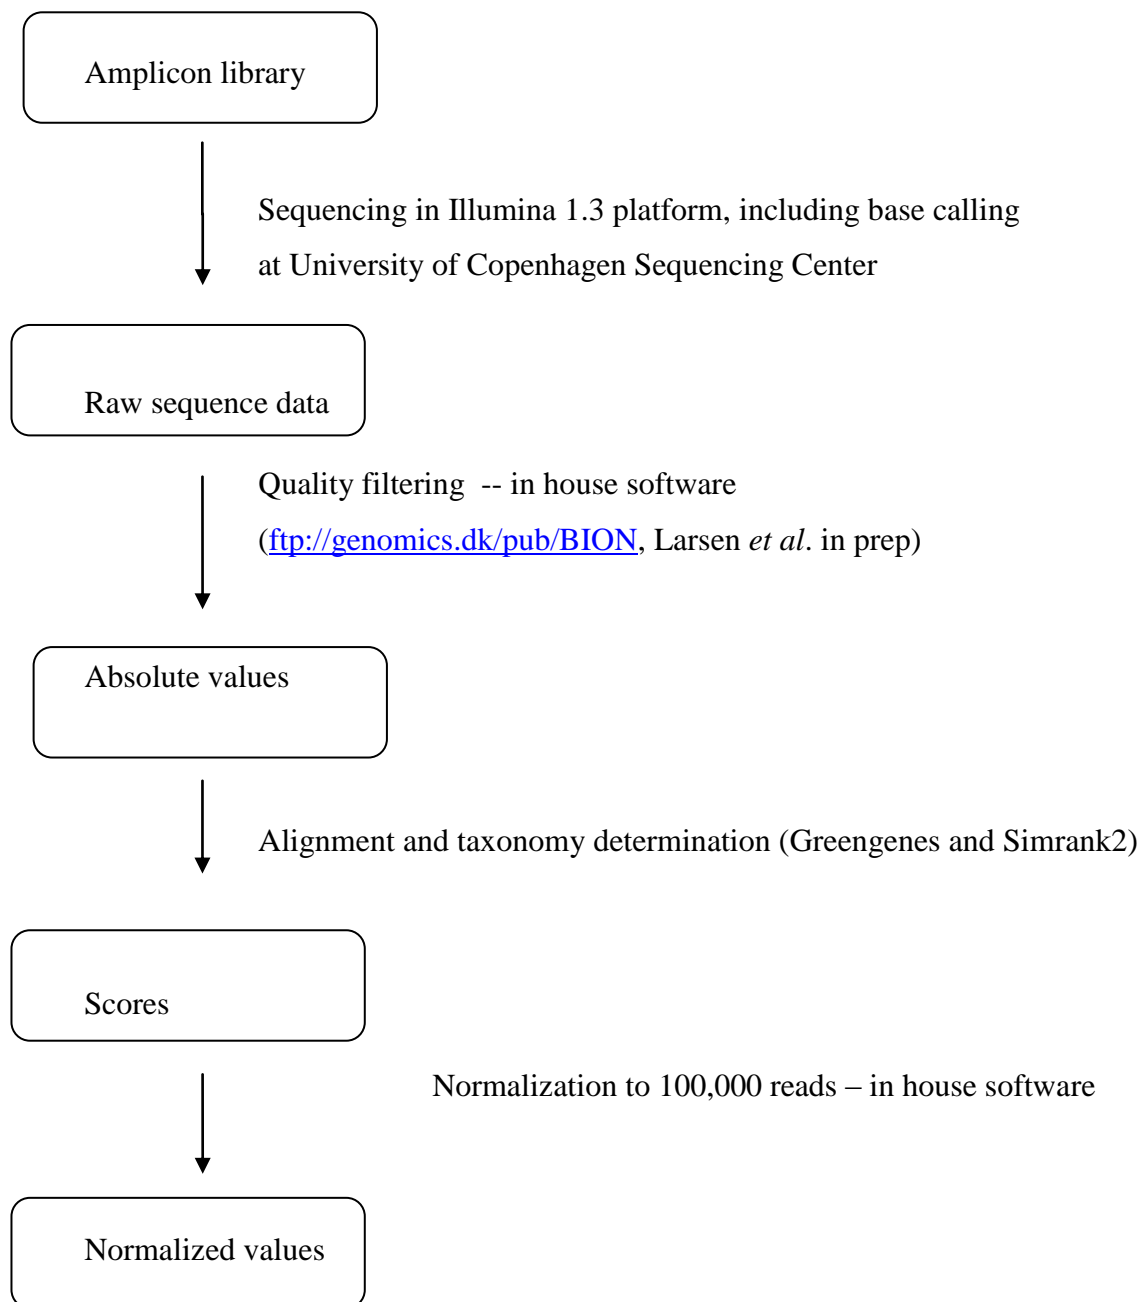 Amplicon library
Sequencing in Illumina 1.3 platform, including base calling
at University of Copenhagen Sequencing Center
Raw sequence data
Quality filtering -- in house software
(ftp://genomics.dk/pub/BION, Larsen et al. in prep)
Absolute values
Alignment and taxonomy determination (Greengenes and Simrank2)
Scores
Normalization to 100,000 reads – in house software
Normalized values